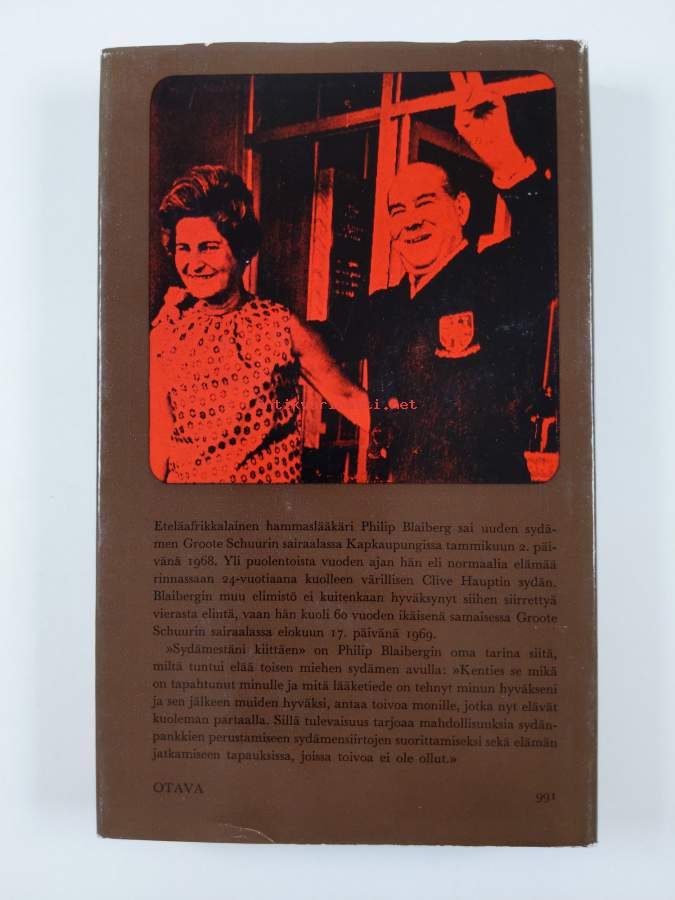 antikvariaatti.net
Eteläafrikkalainen hammaslääkäri Philip Blaiberg sai uuden sydä-
men Groote Schuurin sairaalassa Kapkaupungissa tammikuun 2. päi-
vänä 1968. Yli puolentoista vuoden ajan hän eli normaalia elämää
rinnassaan 24-vuotiaana kuolleen värillisen Clive Hauptin sydän.
Blaibergin muu elimistö ei kuitenkaan hyväksynyt siihen siirrettyä
vierasta elintä, vaan hän kuoli 60 vuoden ikäisenä samaisessa Groote
Schuurin sairaalassa elokuun 17. päivänä 1969.
»Sydämestäni kiittäen» on Philip Blaibergin oma tarina siitä,
miltä tuntui elää toisen miehen sydämen avulla: »Kenties se mikä
on tapahtunut minulle ja mitä lääketiede on tehnyt minun hyväkseni
ja sen jälkeen muiden hyväksi, antaa toivoa monille, jotka nyt elävät
kuoleman partaalla. Sillä tulevaisuus tarjoaa mahdollisuuksia sydän-
pankkien perustamiseen sydämensiirtojen suorittamiseksi sekä elämän
jatkamiseen tapauksissa, joissa toivoa ei ole ollut.»
OTAVA
991